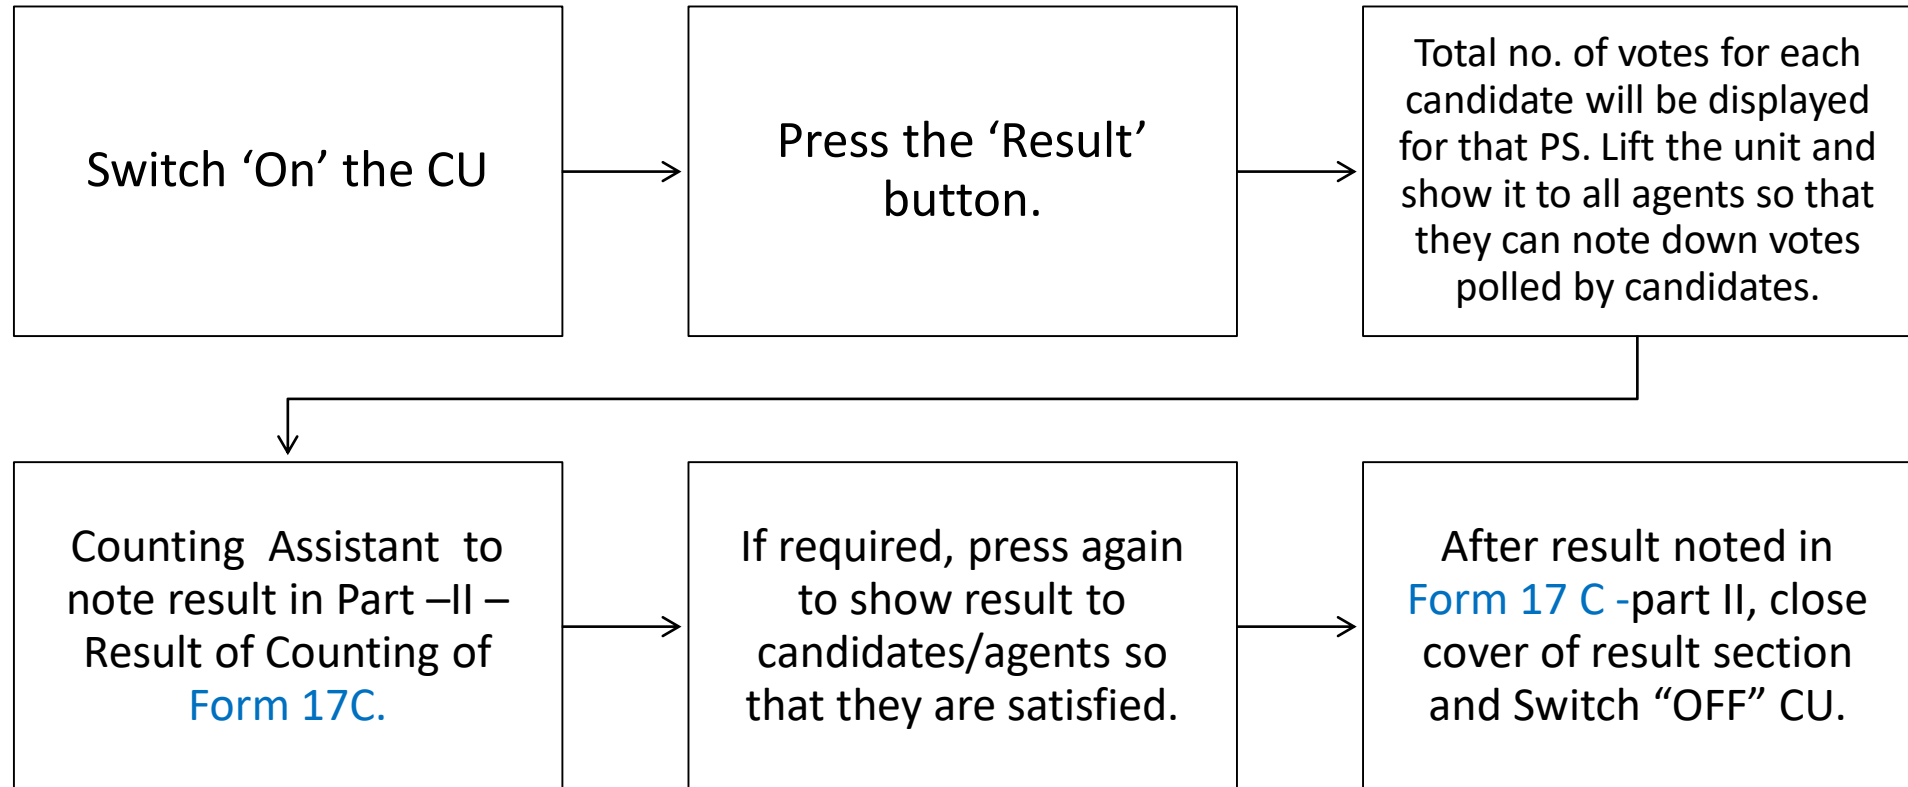 Switch ‘On’ the CU
Press the ‘Result’
button.
Total no. of votes for each
candidate will be displayed
for that PS. Lift the unit and
show it to all agents so that
they can note down votes
polled by candidates.
Counting Assistant to
note result in Part –II –
Result of Counting of
Form 17C.
If required, press again
to show result to
candidates/agents so
that they are satisfied.
After result noted in
Form 17 C -part II, close
cover of result section
and Switch “OFF” CU.